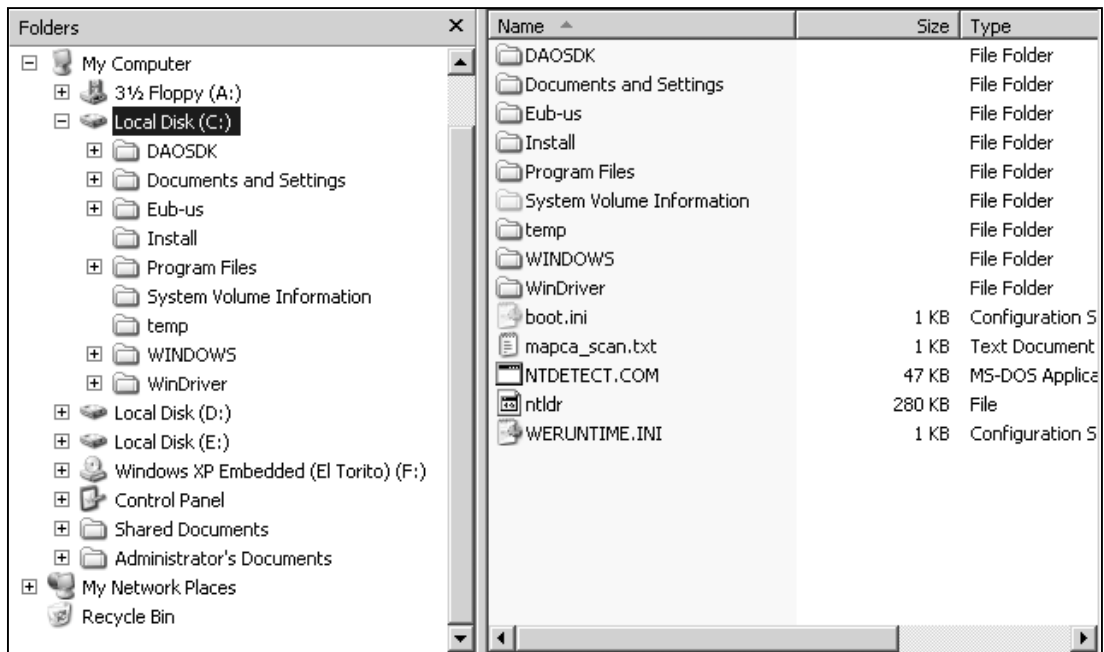 Folders
My Computer
3½ Floppy (A:)
Local Disk (C:)
DAOSDK
Documents and Settings
Eub-us
Install
Program Files
System Volume Information
temp
WINDOWS
WinDriver
Local Disk (D:)
Local Disk (E:)
Windows XP Embedded (El Torito) (F:)
Control Panel
Shared Documents
Administrator's Documents
My Network Places
Recycle Bin
Name Size Type
DAOSDK File Folder
Documents and Settings File Folder
Eub-us File Folder
Install File Folder
Program Files File Folder
System Volume Information File Folder
temp File Folder
WINDOWS File Folder
WinDriver File Folder
boot.ini 1 KB Configuration S
mapca_scan.txt 1 KB Text Document
NTDETECT.COM 47 KB MS-DOS Applica
ntldr 280 KB File
WERUNTIME.INI 1 KB Configuration S